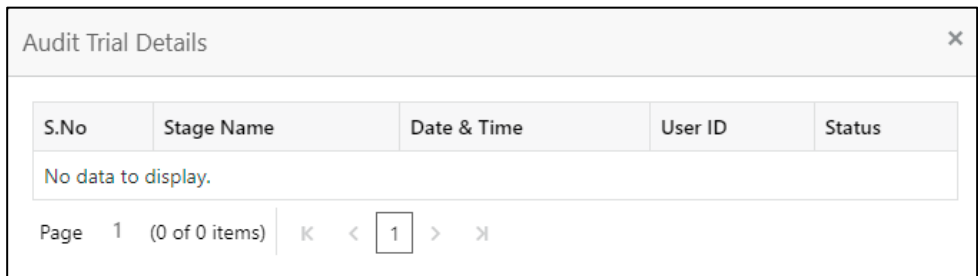 Audit Trial Details ×
S.No Stage Name Date & Time User ID Status
No data to display.
Page 1 (0 of 0 items) 1